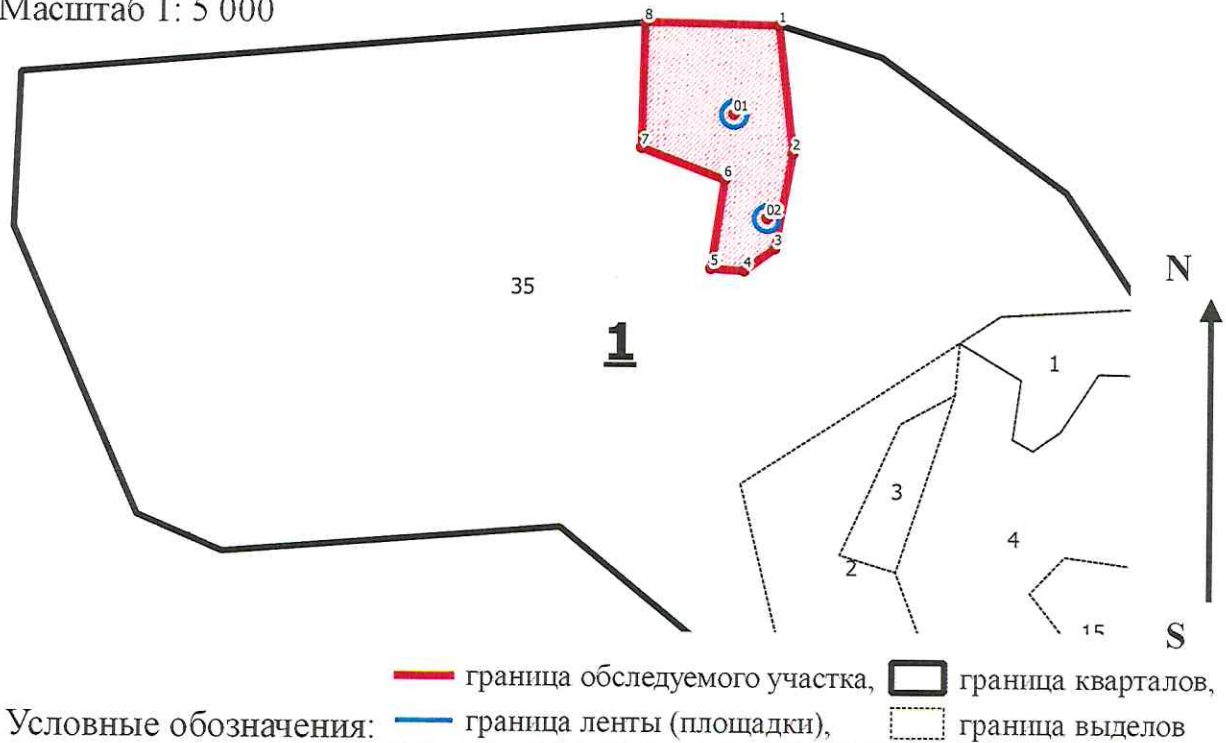 Масштаб 1: 5 000
8
1
01
2
7
6
02
3
5
4
35
N
1
1
3
4
2
15
S
граница обследуемого участка,
граница кварталов,
Условные обозначения:
граница ленты (площадки),
граница выделов